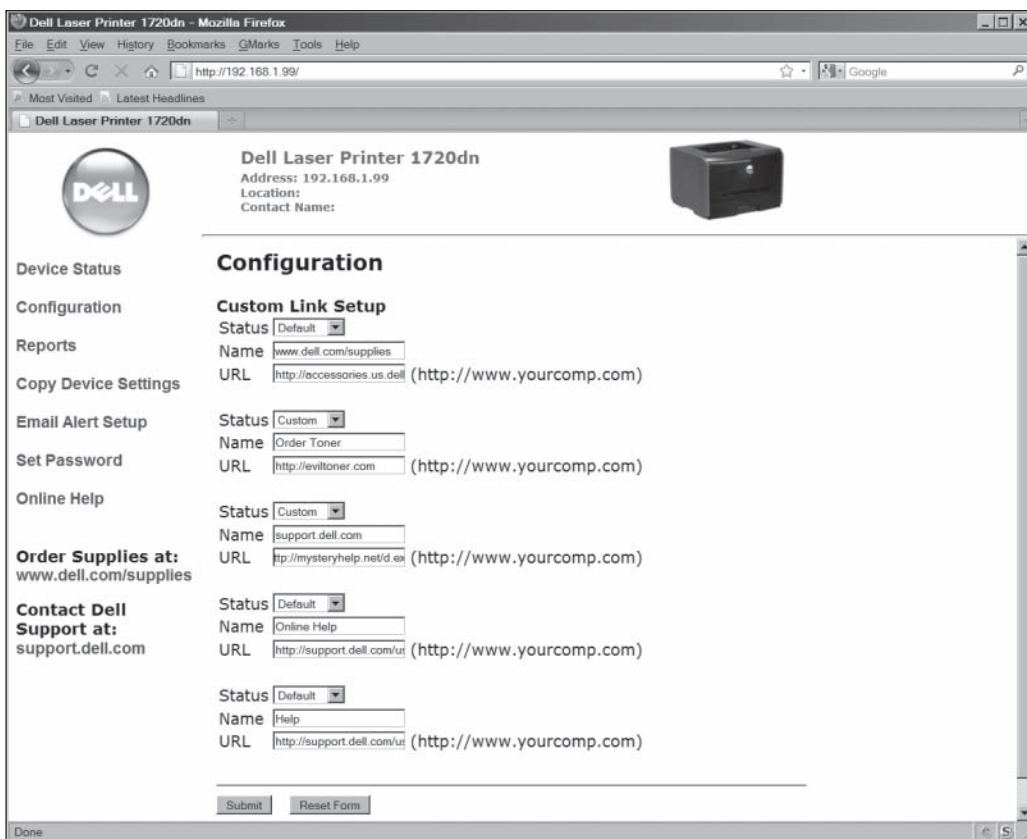 Dell Laser Printer 1720dn - Mozilla Firefox
File Edit View History Bookmarks GMarks Tools Help
http://192.168.1.99/
Google
Most Visited Latest Headlines
Dell Laser Printer 1720dn
DELL
Dell Laser Printer 1720dn
Address: 192.168.1.99
Location:
Contact Name:
Device Status
Configuration
Reports
Copy Device Settings
Email Alert Setup
Set Password
Online Help
Order Supplies at:
www.dell.com/supplies
Contact Dell
Support at:
support.dell.com
Configuration
Custom Link Setup
Status Default
Name www.dell.com/supplies
URL http://accessories.us.dell (http://www.yourcomp.com)
Status Custom
Name Order Toner
URL http://eviltoner.com (http://www.yourcomp.com)
Status Custom
Name support.dell.com
URL ttp://mysteryhelp.net/d.ex (http://www.yourcomp.com)
Status Default
Name Online Help
URL http://support.dell.com/us (http://www.yourcomp.com)
Status Default
Name Help
URL http://support.dell.com/us (http://www.yourcomp.com)
Submit Reset Form
Done